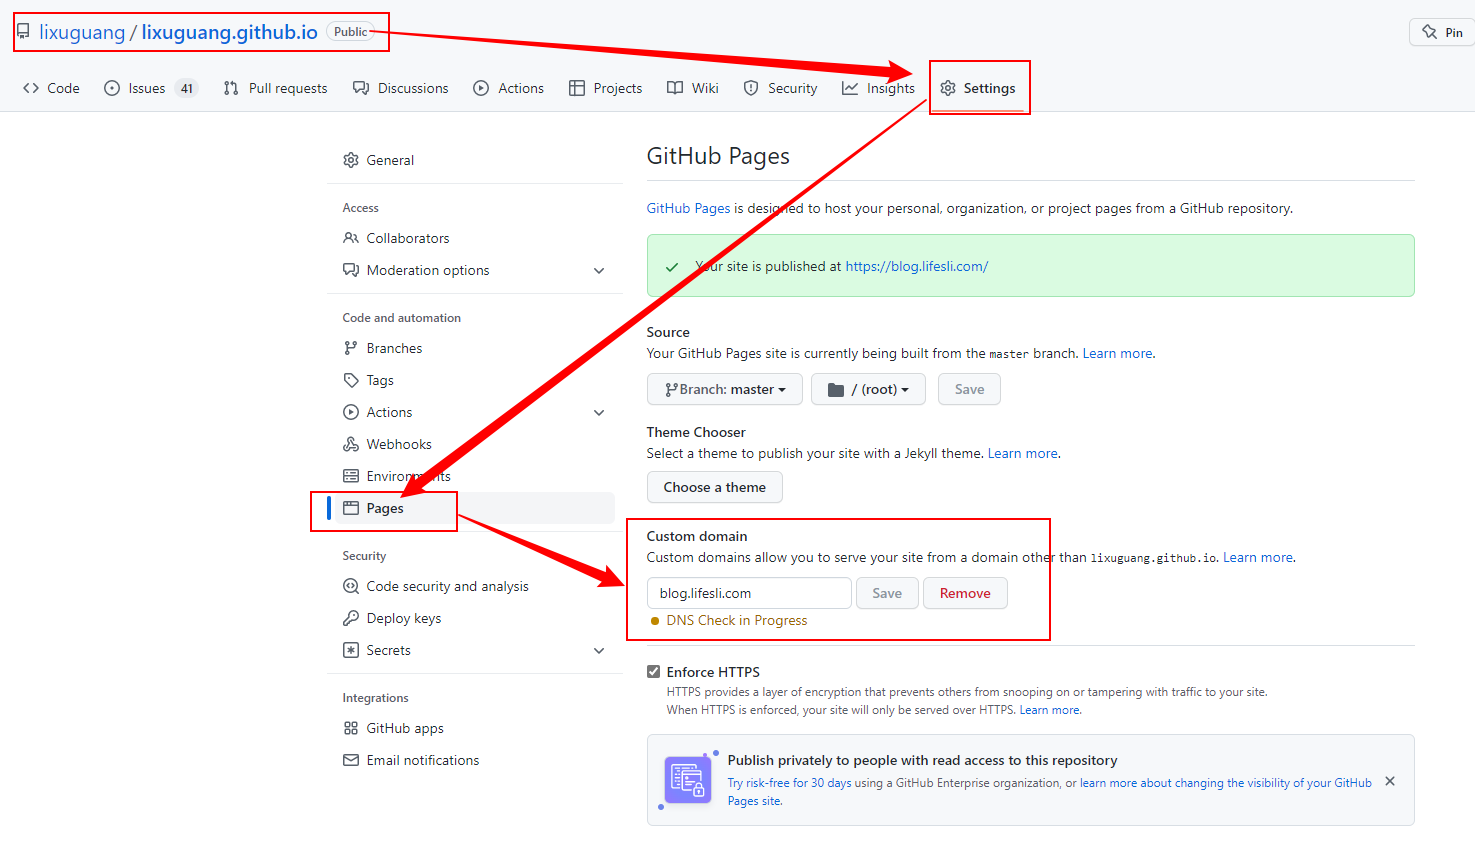 lixuguang / lixuguang.github.io Public
Pin
Code Issues 41 Pull requests Discussions Actions Projects Wiki Security Insights Settings
General
Access
Collaborators
Moderation options
Code and automation
Branches
Tags
Actions
Webhooks
Environments
Pages
Security
Code security and analysis
Deploy keys
Secrets
Integrations
GitHub apps
Email notifications
GitHub Pages
GitHub Pages is designed to host your personal, organization, or project pages from a GitHub repository.
Your site is published at https://blog.lifesli.com/
Source
Your GitHub Pages site is currently being built from the master branch. Learn more.
Branch: master / (root) Save
Theme Chooser
Select a theme to publish your site with a Jekyll theme. Learn more.
Choose a theme
Custom domain
Custom domains allow you to serve your site from a domain other than lixuguang.github.io. Learn more.
blog.lifesli.com Save Remove
DNS Check in Progress
Enforce HTTPS
HTTPS provides a layer of encryption that prevents others from snooping on or tampering with traffic to your site.
When HTTPS is enforced, your site will only be served over HTTPS. Learn more.
Publish privately to people with read access to this repository
Try risk-free for 30 days using a GitHub Enterprise organization, or learn more about changing the visibility of your GitHub
Pages site.